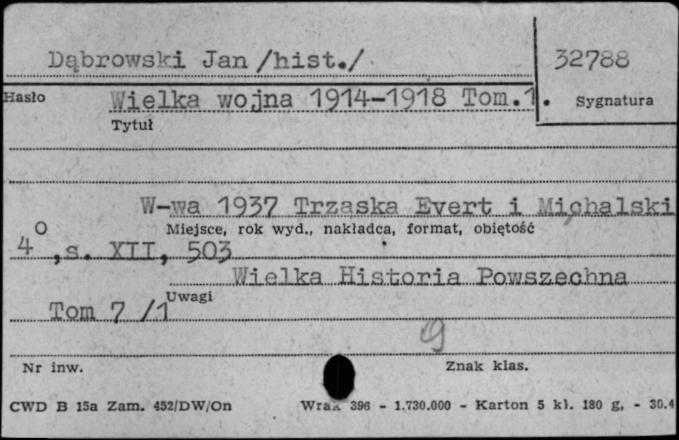 Dąbrowski Jan /hist./
32788
Hasło
Wielka wojna 1914-1918 Tom.1.
Sygnatura
Tytuł
W-wa 1937 Trzaska Evert i Michalski
Miejsce, rok wyd., nakładca, format, objętość
4°, s. XII, 503
Wielka Historia Powszechna
Uwagi
Tom 7 /1
9
Nr inw.
Znak klas.
CWD B 15a Zam. 452/DW/On
396 - 1.730.000 - Karton 5 kl. 180 g, - 30.4